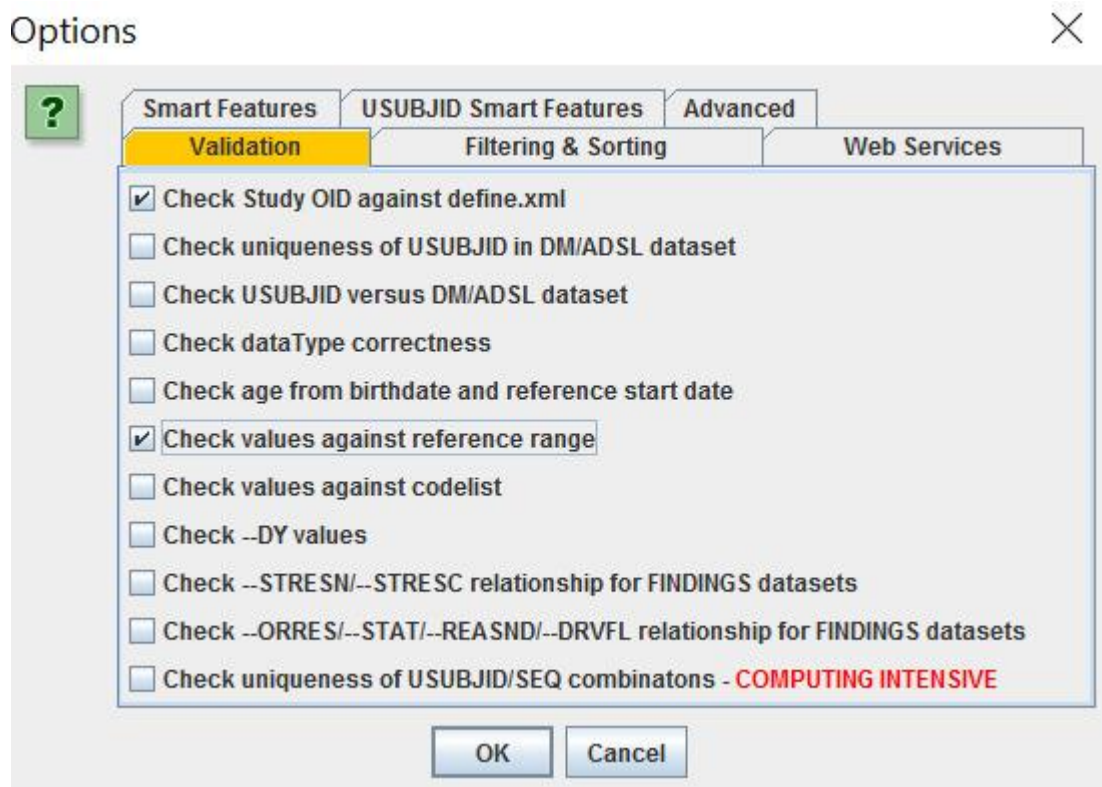 Options
?
Smart Features USUBJID Smart Features Advanced
Validation Filtering & Sorting Web Services
Check Study OID against define.xml
Check uniqueness of USUBJID in DM/ADSL dataset
Check USUBJID versus DM/ADSL dataset
Check dataType correctness
Check age from birthdate and reference start date
Check values against reference range
Check values against codelist
Check --DY values
Check --STRESN/--STRESC relationship for FINDINGS datasets
Check --ORRES/--STAT/--REASND/--DRVFL relationship for FINDINGS datasets
Check uniqueness of USUBJID/SEQ combinatons - COMPUTING INTENSIVE
OK Cancel